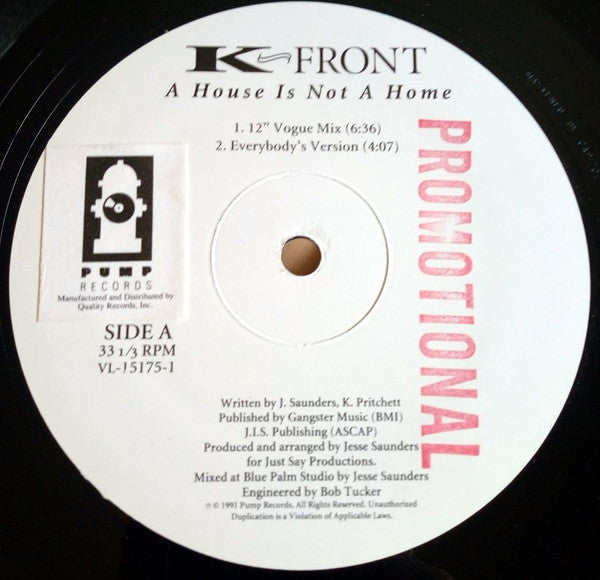 K~FRONT
A House Is Not A Home
1. 12" Vogue Mix (6:36)
2. Everybody's Version (4:07)
PROMOTIONAL
PUMP
RECORDS
Manufactured and Distributed by
Quality Records, Inc.
SIDE A
33 1/3 RPM
VL-15175-1
Written by J. Saunders, K. Pritchett
Published by Gangster Music (BMI)
J.I.S. Publishing (ASCAP)
Produced and arranged by Jesse Saunders
for Just Say Productions.
Mixed at Blue Palm Studio by Jesse Saunders
Engineered by Bob Tucker
℗ © 1991 Pump Records, All Rights Reserved. Unauthorized
Duplication is a Violation of Applicable Laws.